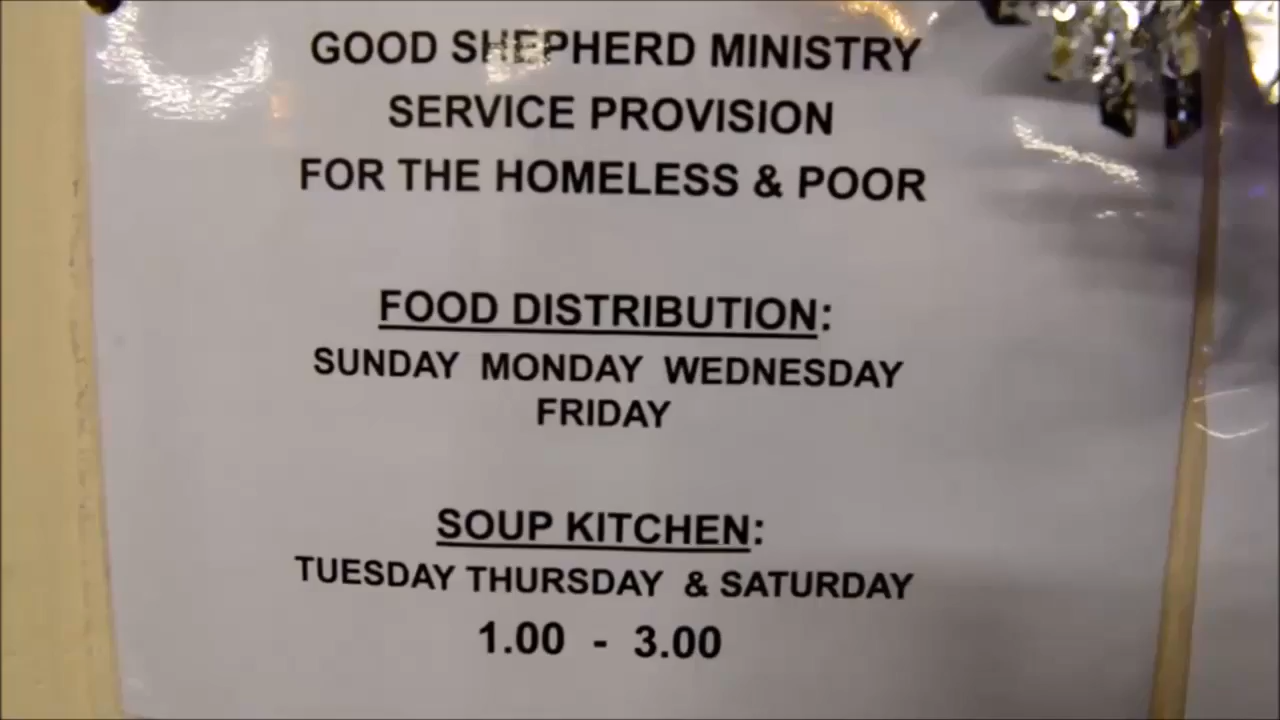 GOOD SHEPHERD MINISTRY
SERVICE PROVISION
FOR THE HOMELESS & POOR
FOOD DISTRIBUTION:
SUNDAY MONDAY WEDNESDAY
FRIDAY
SOUP KITCHEN:
TUESDAY THURSDAY & SATURDAY
1.00 - 3.00